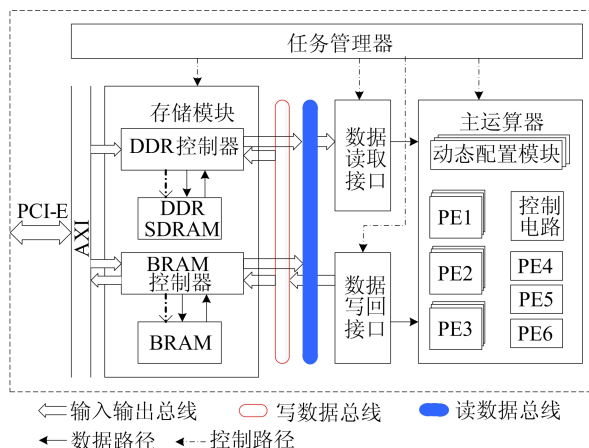 任务管理器
存储模块
DDR 控制器
DDR
SDRAM
BRAM
控制器
BRAM
PCI-E
AXI
数据
读取
接口
数据
写回
接口
主运算器
动态配置模块
PE1
控制
电路
PE2
PE4
PE5
PE3
PE6
输入输出总线
写数据总线
读数据总线
数据路径
控制路径